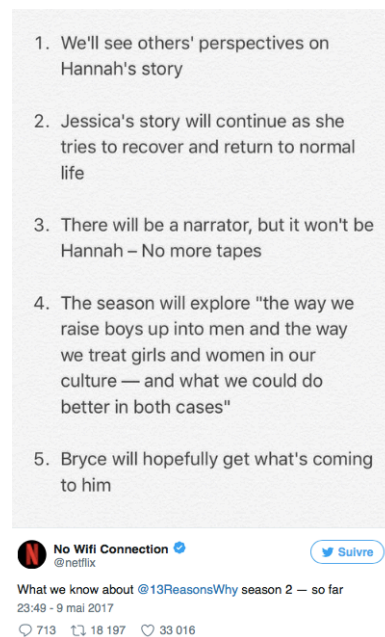 1. We'll see others' perspectives on
Hannah's story
2. Jessica's story will continue as she
tries to recover and return to normal
life
3. There will be a narrator, but it won't be
Hannah – No more tapes
4. The season will explore "the way we
raise boys up into men and the way
we treat girls and women in our
culture — and what we could do
better in both cases"
5. Bryce will hopefully get what's coming
to him
N
No Wifi Connection
@netflix
Suivre
What we know about @13ReasonsWhy season 2 — so far
23:49 - 9 mai 2017
713 18 197 33 016